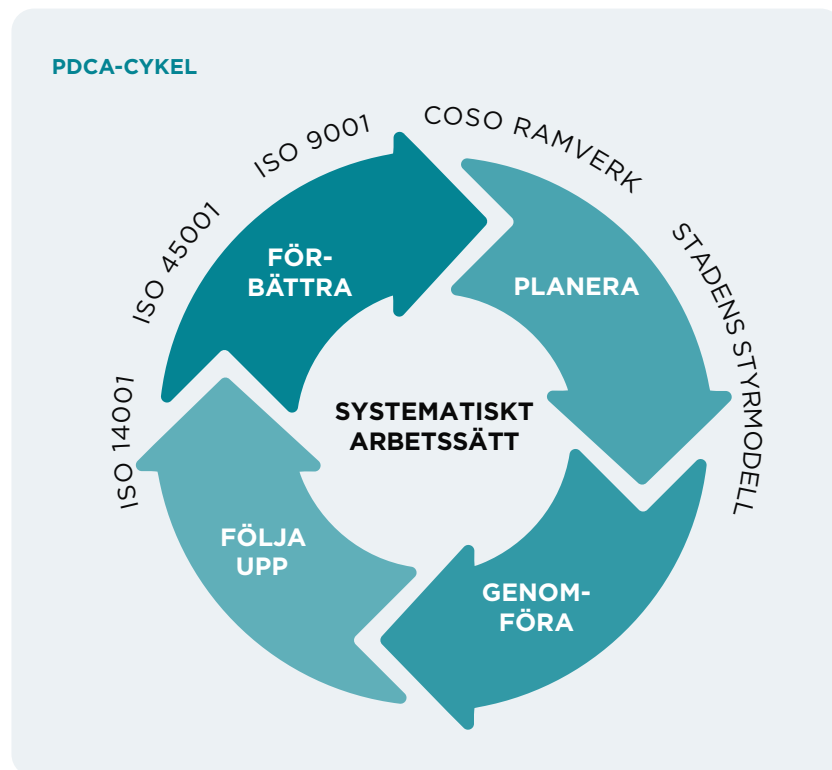 PDCA-CYKEL
ISO 14001
ISO 45001
ISO 9001
COSO RAMVERK
STADENS STYRMODELL
FÖR-
BÄTTRA
PLANERA
SYSTEMATISKT
ARBETSSÄTT
FÖLJA
UPP
GENOM-
FÖRA